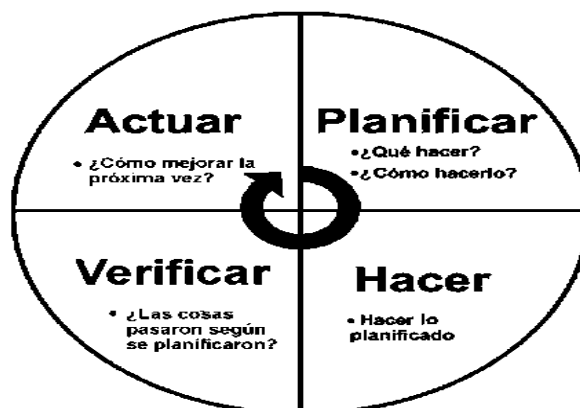 Actuar
• ¿Cómo mejorar la
próxima vez?
Planificar
•¿Qué hacer?
•¿Cómo hacerlo?
Verificar
• ¿Las cosas
pasaron según
se planificaron?
Hacer
• Hacer lo
planificado